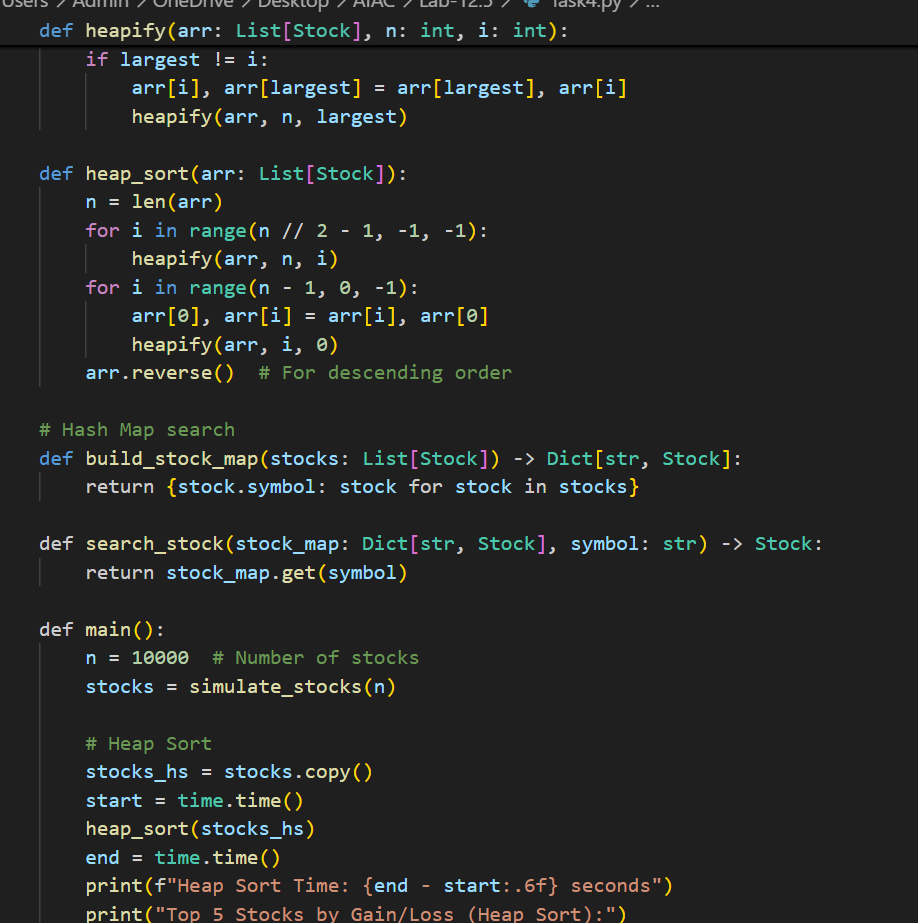 Users > Admin > OneDrive > Desktop > AIAC > Lab-12.5 > Task4.py > ...
def heapify(arr: List[Stock], n: int, i: int):
    if largest != i:
        arr[i], arr[largest] = arr[largest], arr[i]
        heapify(arr, n, largest)
def heap_sort(arr: List[Stock]):
    n = len(arr)
    for i in range(n // 2 - 1, -1, -1):
        heapify(arr, n, i)
    for i in range(n - 1, 0, -1):
        arr[0], arr[i] = arr[i], arr[0]
        heapify(arr, i, 0)
    arr.reverse()  # For descending order
# Hash Map search
def build_stock_map(stocks: List[Stock]) -> Dict[str, Stock]:
    return {stock.symbol: stock for stock in stocks}
def search_stock(stock_map: Dict[str, Stock], symbol: str) -> Stock:
    return stock_map.get(symbol)
def main():
    n = 10000  # Number of stocks
    stocks = simulate_stocks(n)
    # Heap Sort
    stocks_hs = stocks.copy()
    start = time.time()
    heap_sort(stocks_hs)
    end = time.time()
    print(f"Heap Sort Time: {end - start:.6f} seconds")
    print("Top 5 Stocks by Gain/Loss (Heap Sort):")